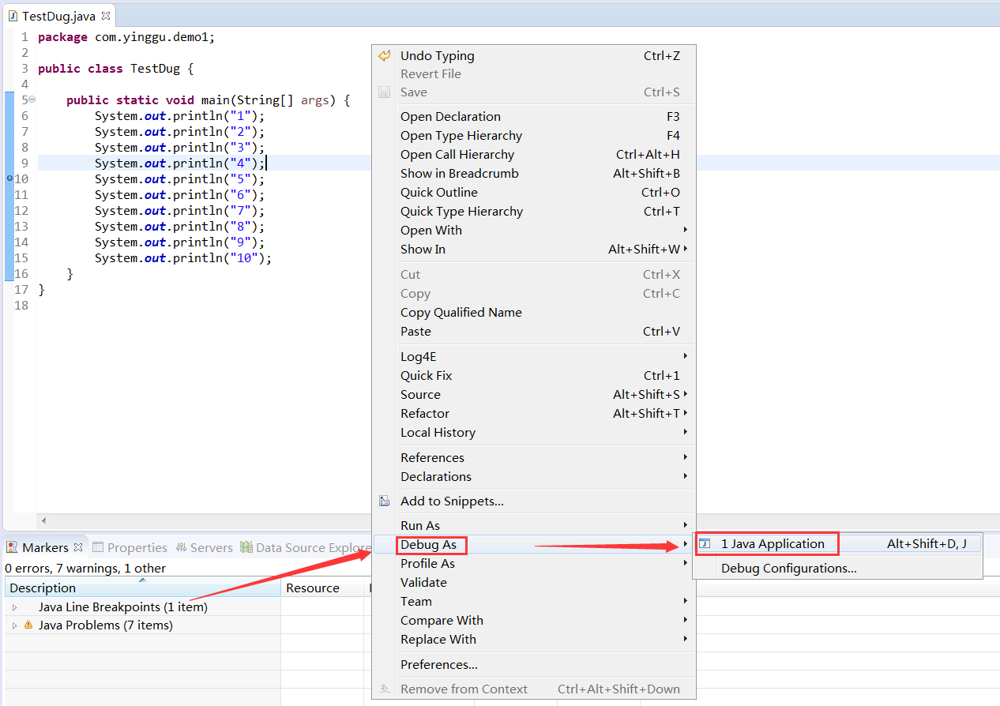 TestDug.java
1 package com.yinggu.demo1;
2
3 public class TestDug {
4
5 public static void main(String[] args) {
6 System.out.println("1");
7 System.out.println("2");
8 System.out.println("3");
9 System.out.println("4");
10 System.out.println("5");
11 System.out.println("6");
12 System.out.println("7");
13 System.out.println("8");
14 System.out.println("9");
15 System.out.println("10");
16 }
17 }
18
Undo Typing Ctrl+Z
Revert File
Save Ctrl+S
Open Declaration F3
Open Type Hierarchy F4
Open Call Hierarchy Ctrl+Alt+H
Show in Breadcrumb Alt+Shift+B
Quick Outline Ctrl+O
Quick Type Hierarchy Ctrl+T
Open With
Show In Alt+Shift+W
Cut Ctrl+X
Copy Ctrl+C
Copy Qualified Name
Paste Ctrl+V
Log4E
Quick Fix Ctrl+1
Source Alt+Shift+S
Refactor Alt+Shift+T
Local History
References
Declarations
Add to Snippets...
Run As
Debug As
Profile As
Validate
Team
Compare With
Replace With
Preferences...
Remove from Context Ctrl+Alt+Shift+Down
1 Java Application Alt+Shift+D, J
Debug Configurations...
Markers Properties Servers Data Source Explore
0 errors, 7 warnings, 1 other
Description Resource
Java Line Breakpoints (1 item)
Java Problems (7 items)